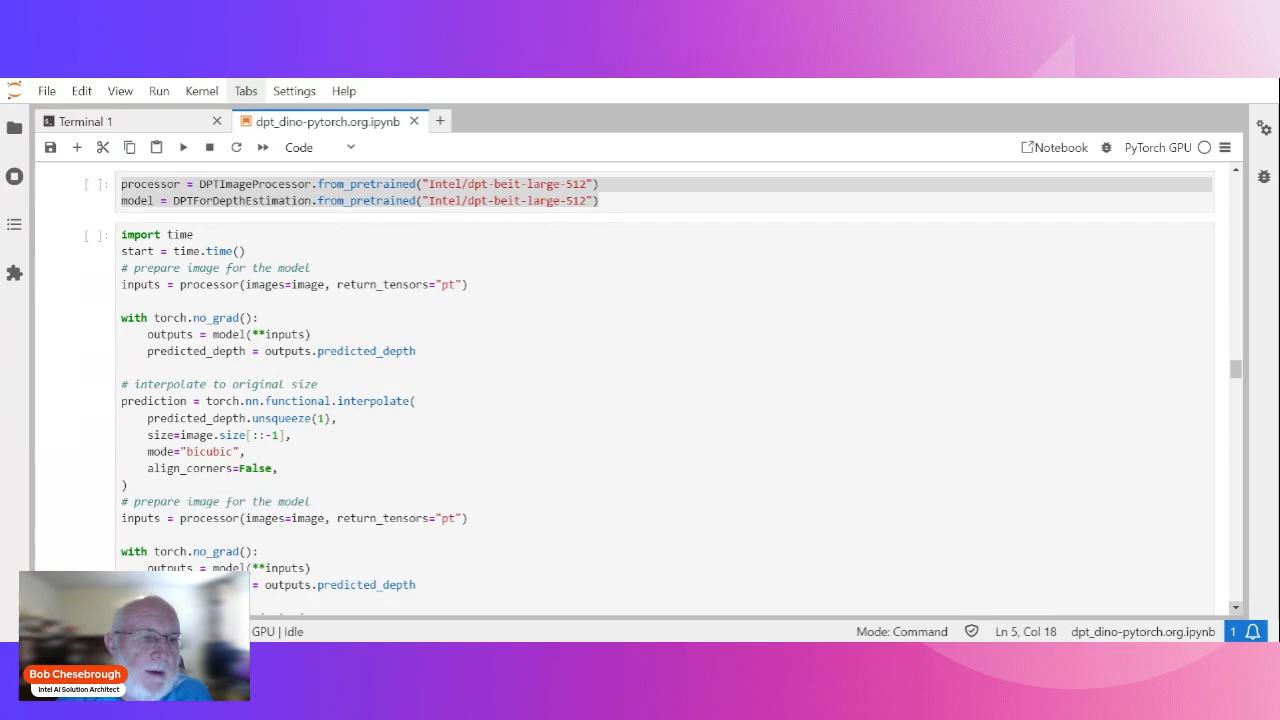 File Edit View Run Kernel Tabs Settings Help
Terminal 1
dpt_dino-pytorch.org.ipynb
Code
Notebook
PyTorch GPU
[ ]:
processor = DPTImageProcessor.from_pretrained("Intel/dpt-beit-large-512")
model = DPTForDepthEstimation.from_pretrained("Intel/dpt-beit-large-512")
[ ]:
import time
start = time.time()
# prepare image for the model
inputs = processor(images=image, return_tensors="pt")
with torch.no_grad():
outputs = model(**inputs)
predicted_depth = outputs.predicted_depth
# interpolate to original size
prediction = torch.nn.functional.interpolate(
predicted_depth.unsqueeze(1),
size=image.size[::-1],
mode="bicubic",
align_corners=False,
)
# prepare image for the model
inputs = processor(images=image, return_tensors="pt")
with torch.no_grad():
outputs = model(**inputs)
= outputs.predicted_depth
GPU | Idle
Mode: Command
Ln 5, Col 18
dpt_dino-pytorch.org.ipynb
1
Bob Chesebrough
Intel AI Solution Architect